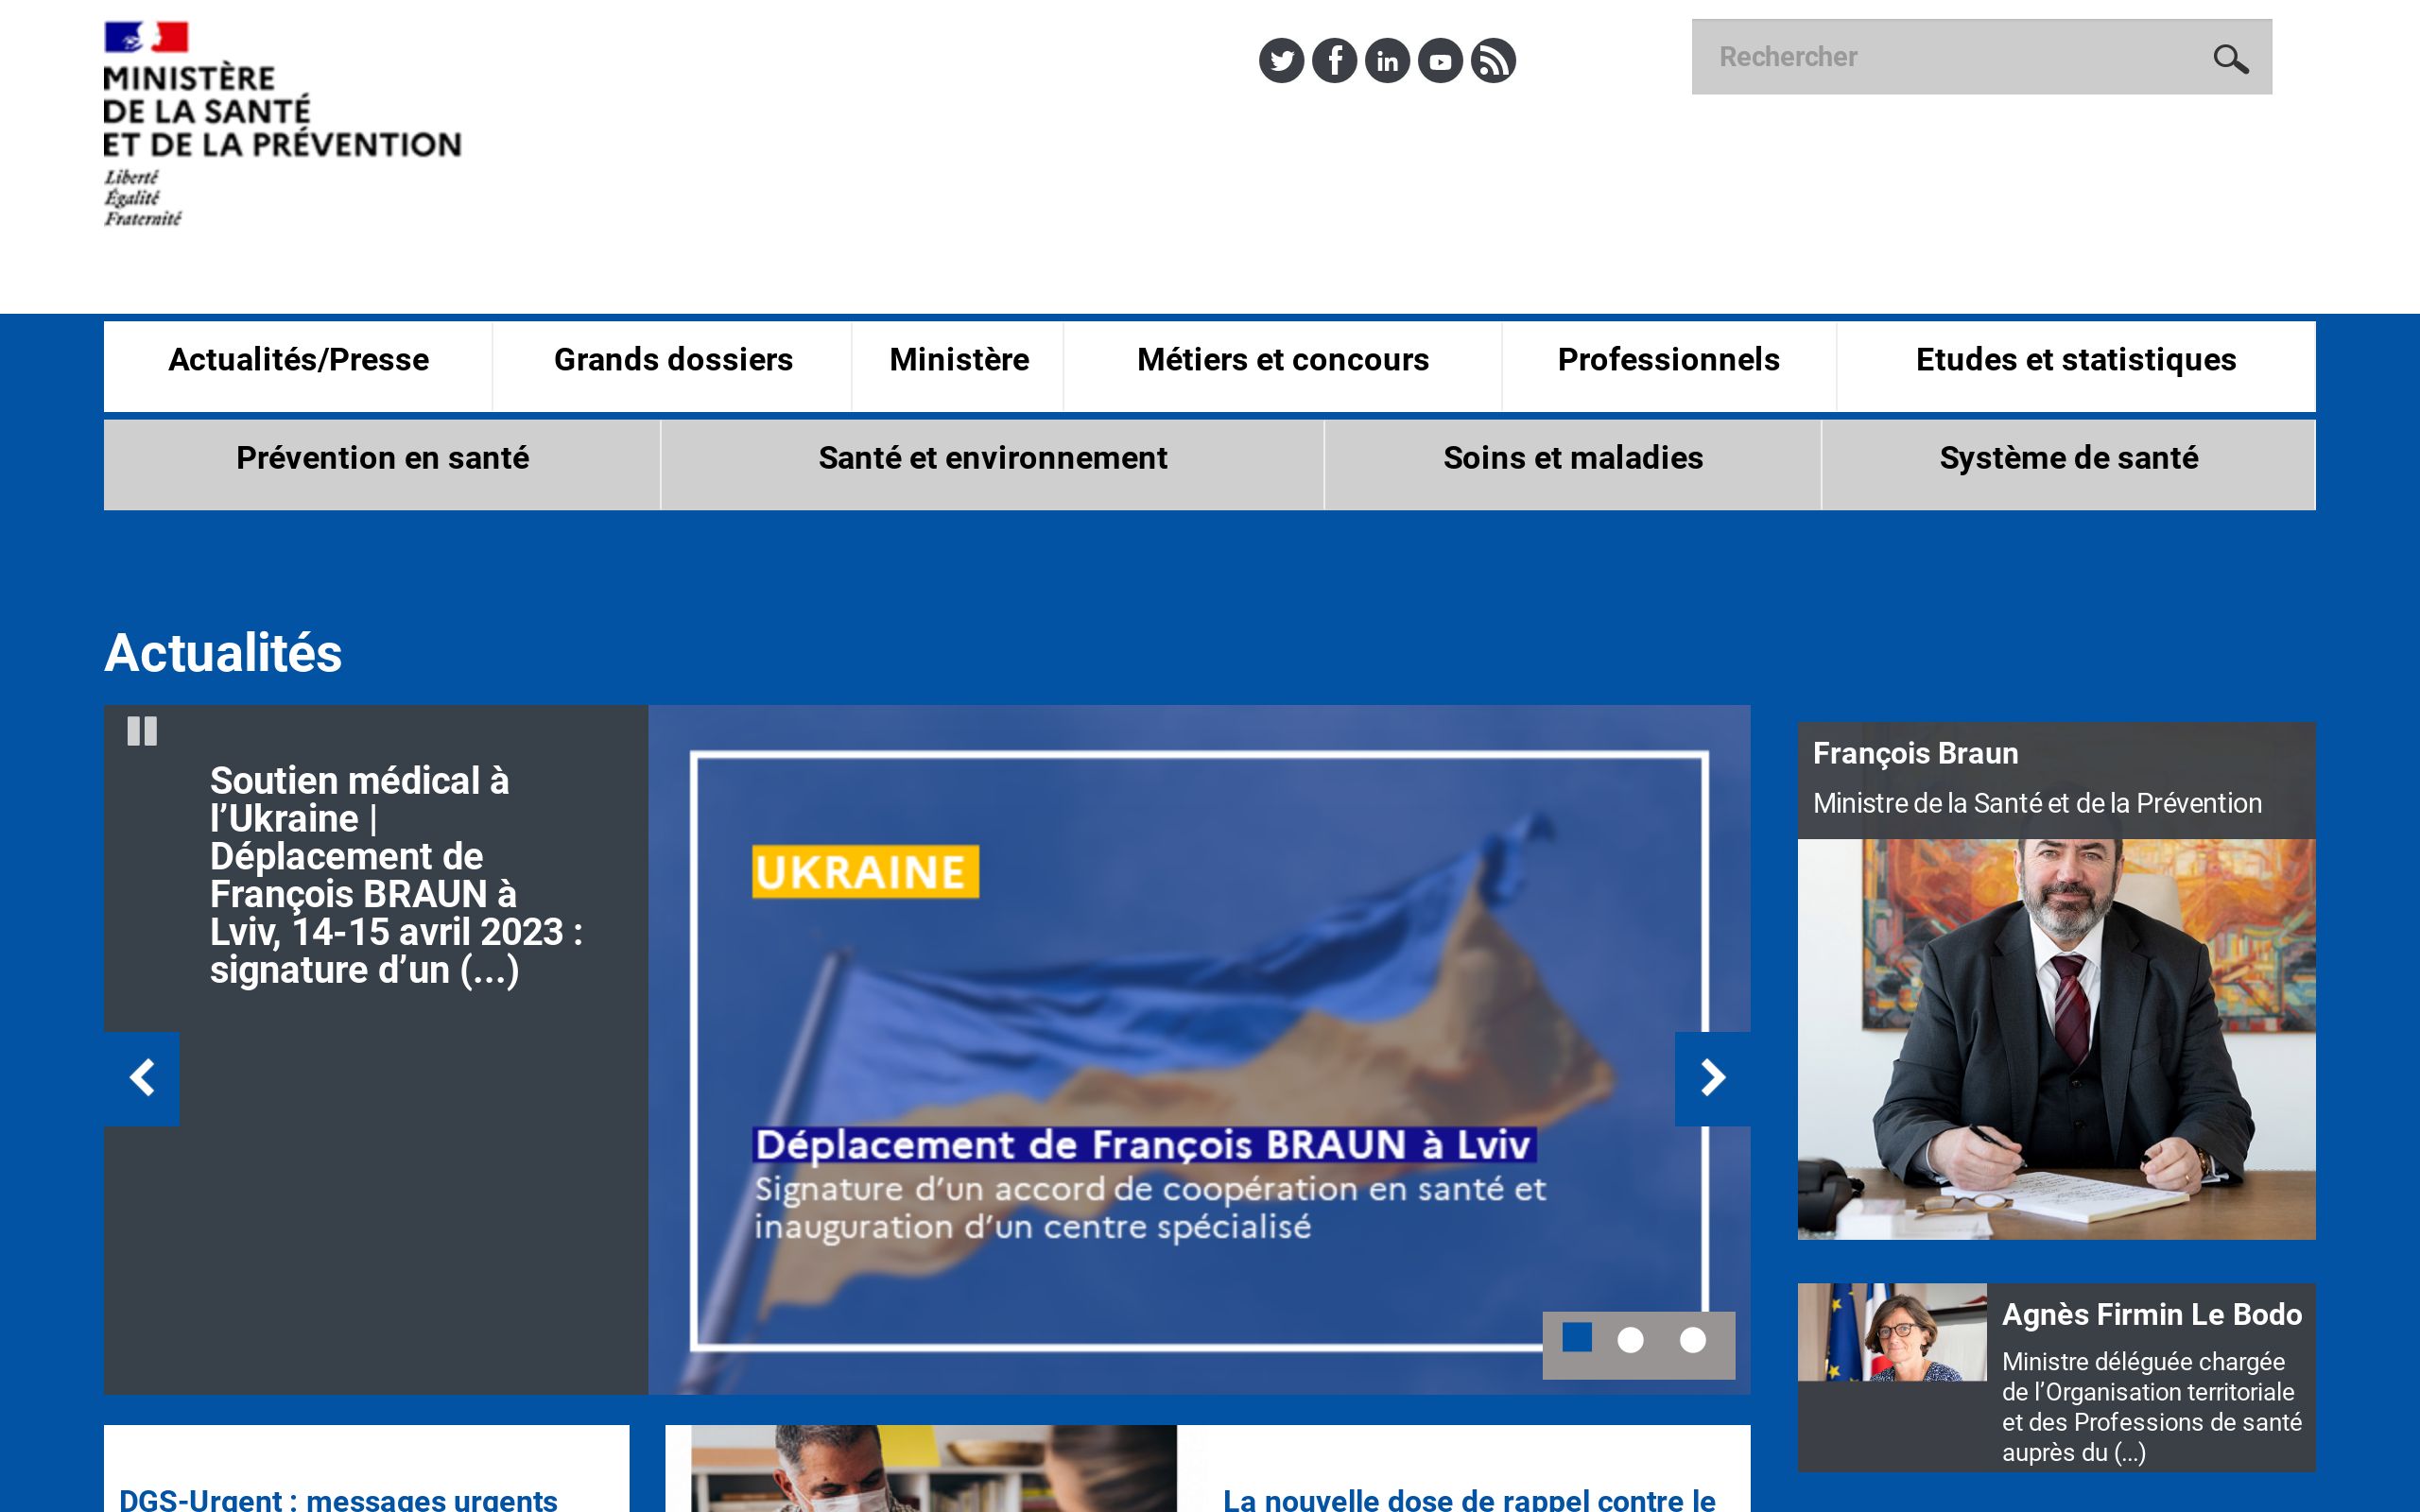 MINISTÈRE
DE LA SANTÉ
ET DE LA PRÉVENTION
Liberté
Égalité
Fraternité
Rechercher
Actualités/Presse
Grands dossiers
Ministère
Métiers et concours
Professionnels
Etudes et statistiques
Prévention en santé
Santé et environnement
Soins et maladies
Système de santé
Actualités
Soutien médical à
l’Ukraine |
Déplacement de
François BRAUN à
Lviv, 14-15 avril 2023 :
signature d’un (...)
UKRAINE
Déplacement de François BRAUN à Lviv
Signature d’un accord de coopération en santé et
inauguration d’un centre spécialisé
François Braun
Ministre de la Santé et de la Prévention
Agnès Firmin Le Bodo
Ministre déléguée chargée
de l’Organisation territoriale
et des Professions de santé
auprès du (...)
DGS-Urgent : messages urgents
La nouvelle dose de rappel contre le